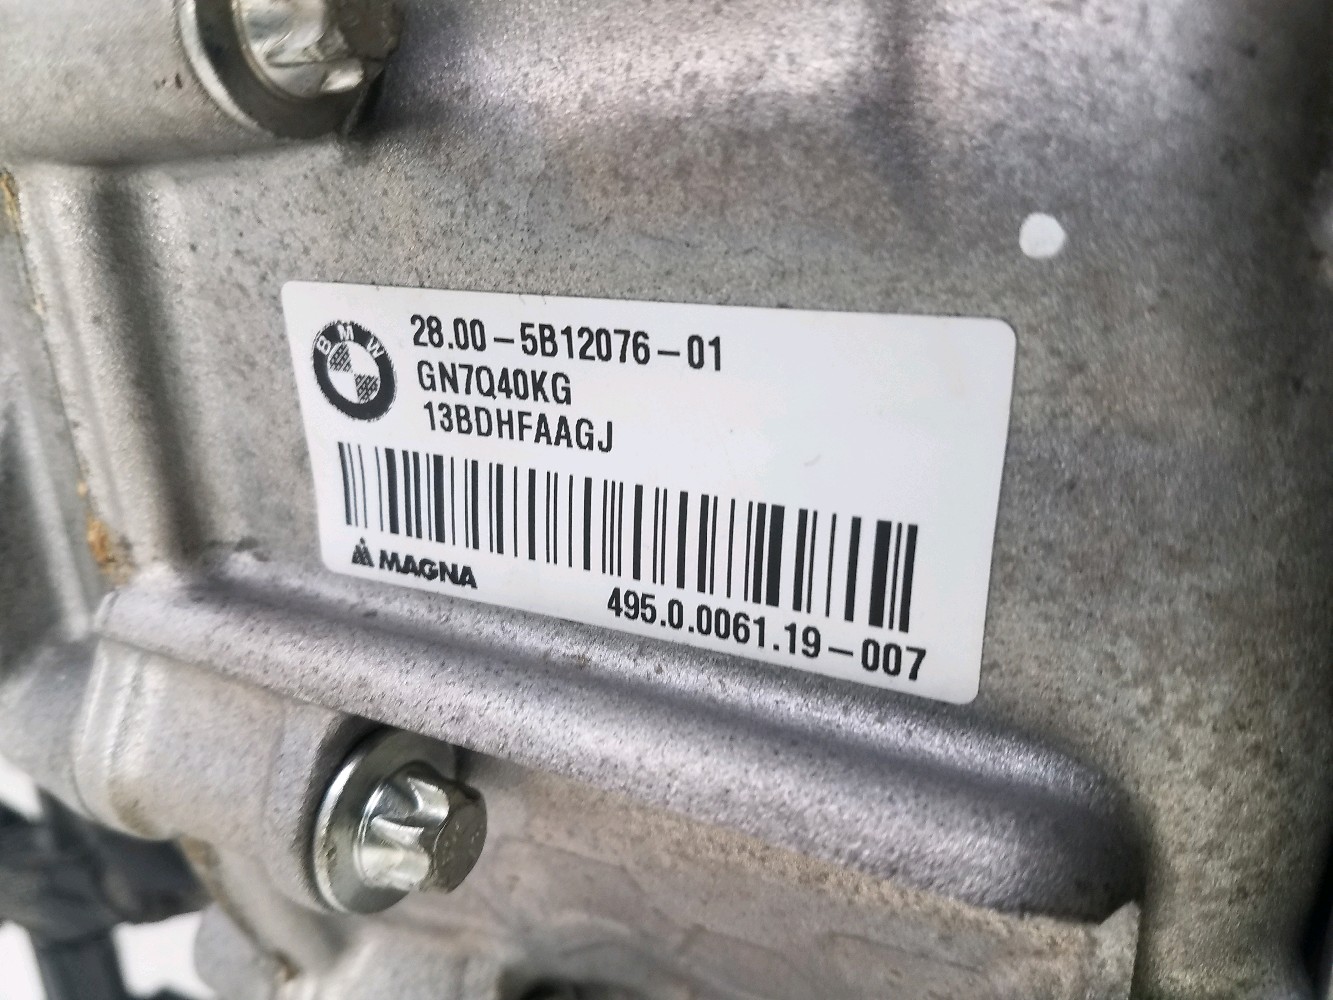 BMW
28.00-5B12076-01
GN7Q40KG
13BDHFAAGJ
MAGNA
495.0.0061.19-007